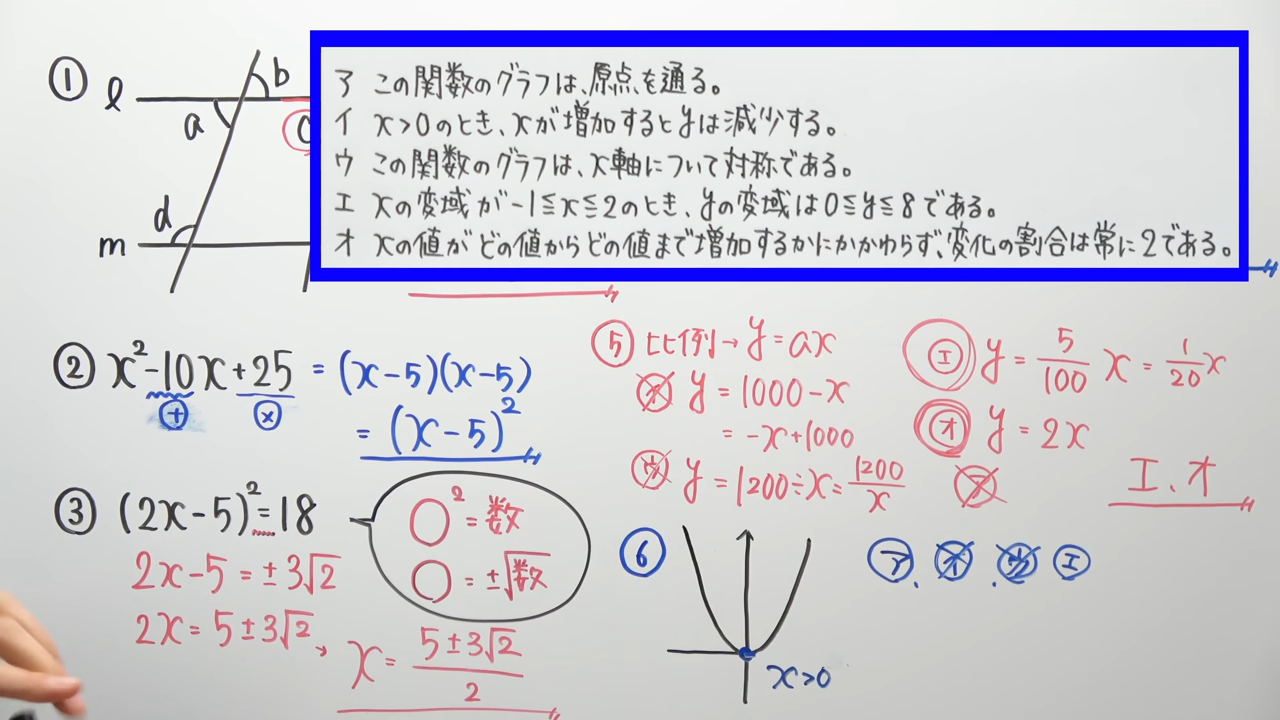 ① l a b
d
m
ア この関数のグラフは、原点を通る。
イ x>0のとき、xが増加するとyは減少する。
ウ この関数のグラフは、x軸について対称である。
エ xの変域が-1≦x≦2のとき、yの変域は0≦y≦8である。
オ xの値がどの値からどの値まで増加するかにかかわらず、変化の割合は常に2である。
② x²-10x+25 = (x-5)(x-5)
+ ×
= (x-5)²
③ (2x-5)²=18
2x-5=±3√2
2x=5±3√2
x= (5±3√2)/2
○²=数
○=±√数
⑤ 比例→y=ax
y=1000-x
=-x+1000
ウ y=1200÷x=1200/x
エ y=5/100 x=1/20 x
オ y=2x
エ、オ
⑥ x>0
ア エ